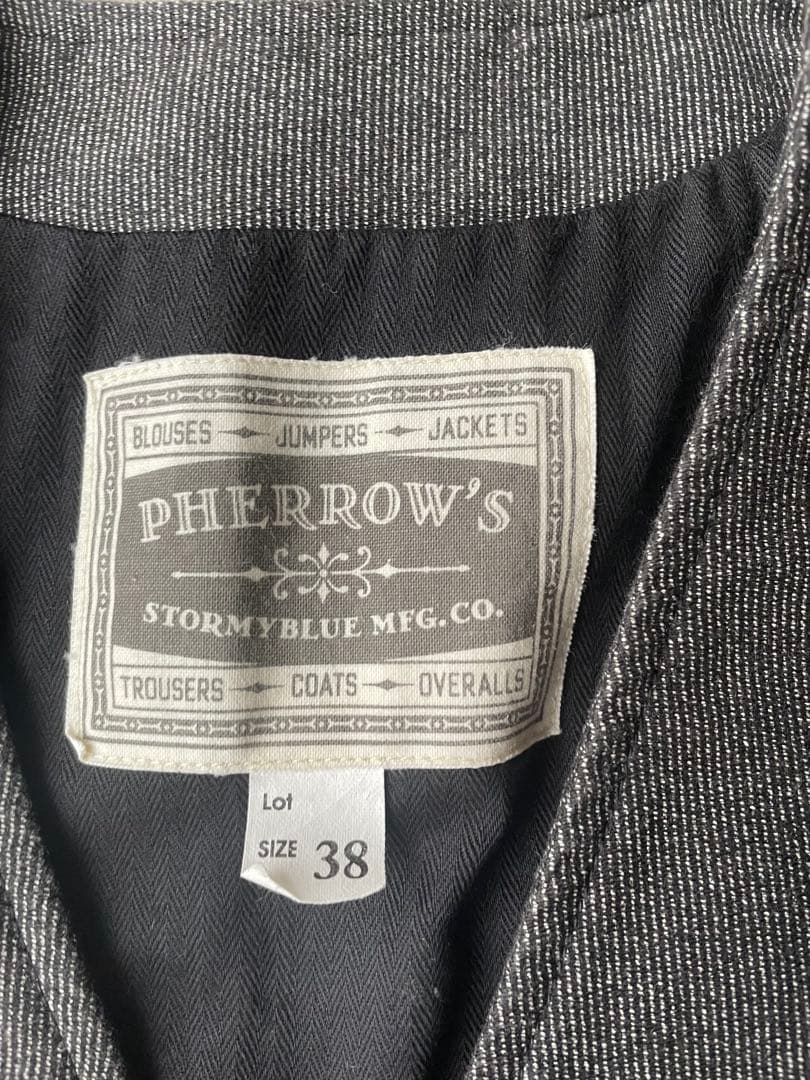 BLOUSES JUMPERS JACKETS
PHERROW'S
STORMYBLUE MFG. CO.
TROUSERS COATS OVERALLS
Lot
SIZE 38